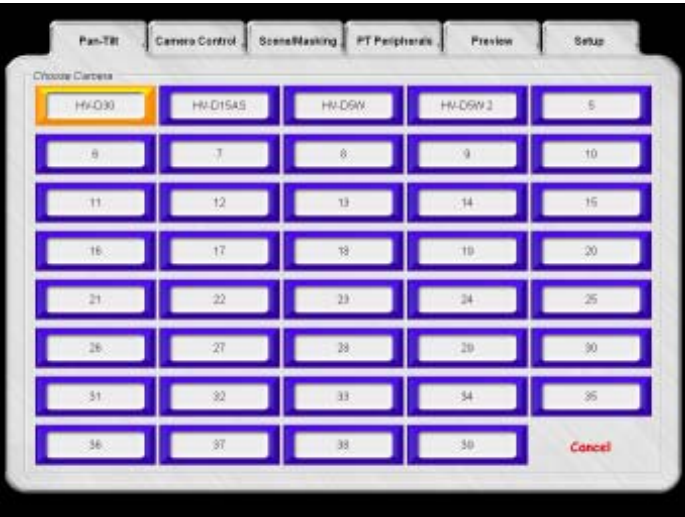 Pan-Tilt Camera Control Scene/Masking PT Peripherals Preview Setup
Choose Camera
HV-D30 HV-D15AS HV-D5W HV-D5W 2 5
6 7 8 9 10
11 12 13 14 15
16 17 18 19 20
21 22 23 24 25
26 27 28 29 30
31 32 33 34 35
36 37 38 39 Cancel